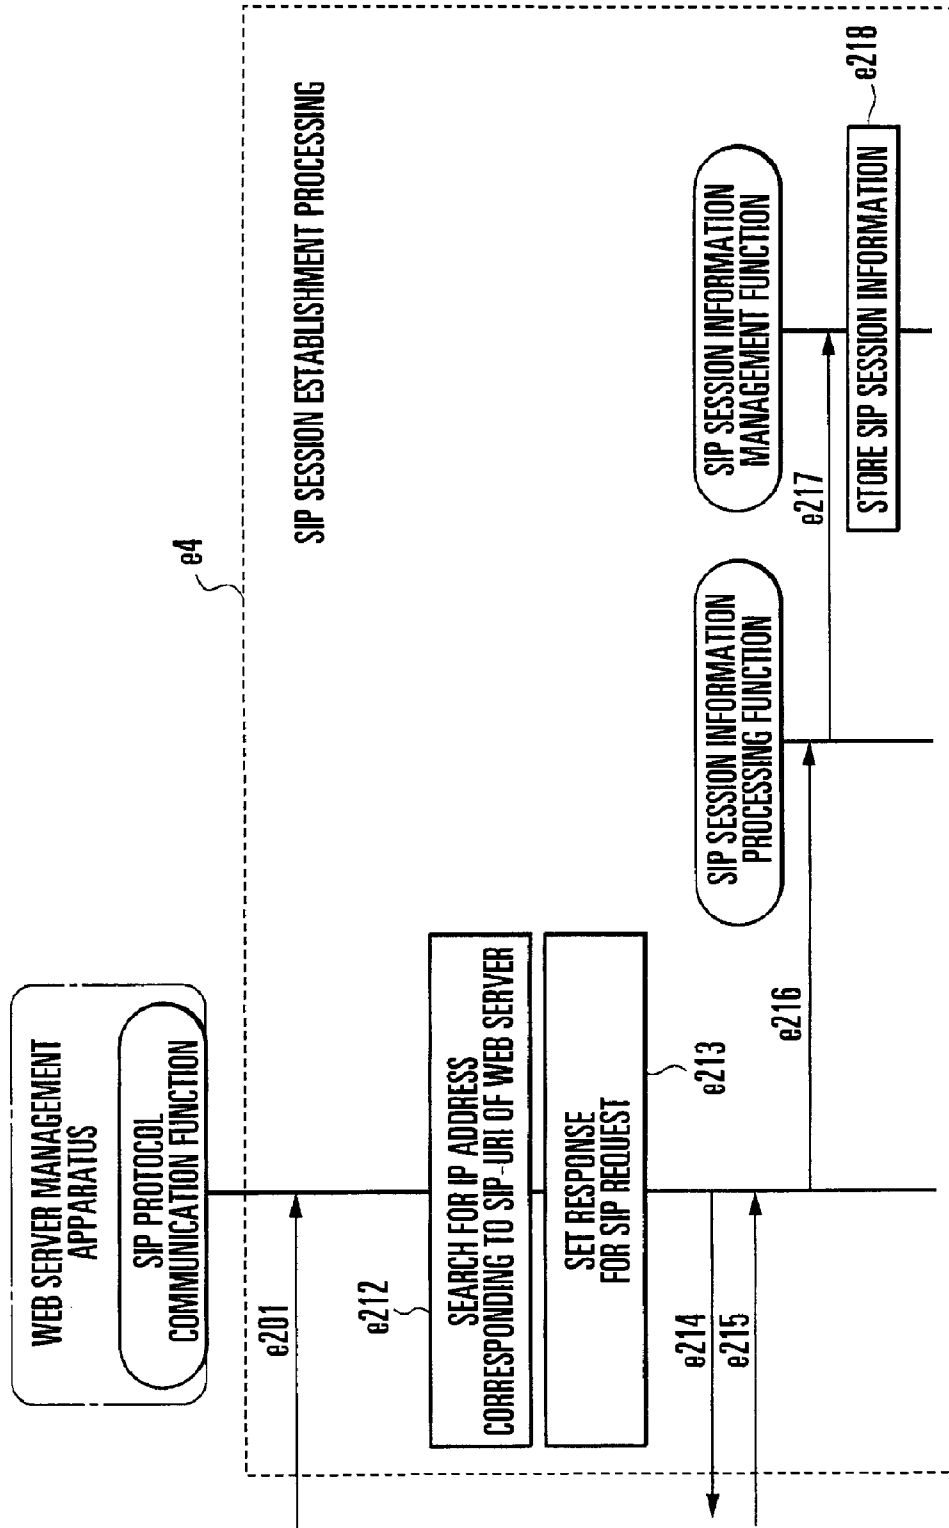 WEB SERVER MANAGEMENT
APPARATUS
SIP PROTOCOL
COMMUNICATION FUNCTION
e4
SIP SESSION ESTABLISHMENT PROCESSING
e201
e212
SEARCH FOR IP ADDRESS
CORRESPONDING TO SIP-URI OF WEB SERVER
SET RESPONSE
FOR SIP REQUEST
e213
SIP SESSION INFORMATION
PROCESSING FUNCTION
SIP SESSION INFORMATION
MANAGEMENT FUNCTION
e214
e215
e216
e217
STORE SIP SESSION INFORMATION
e218